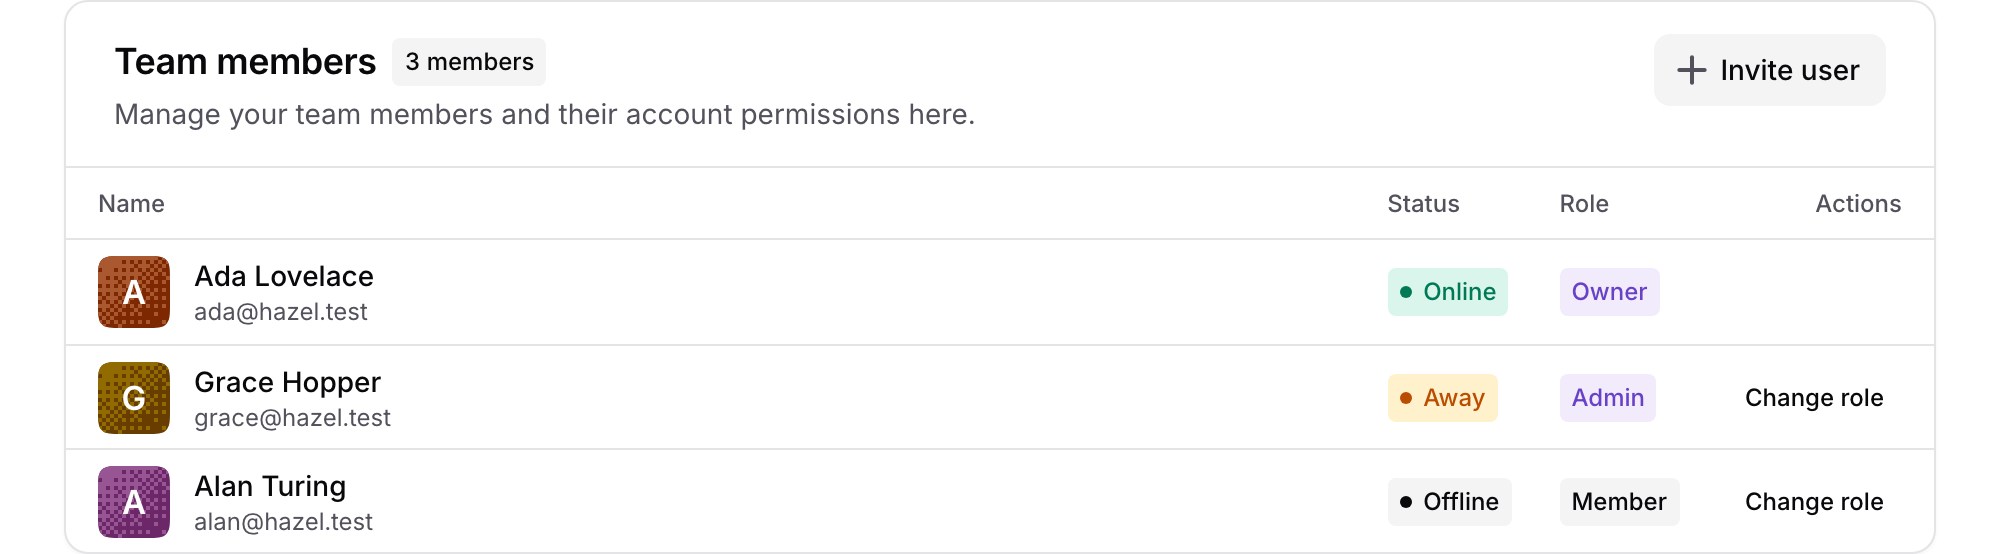 Team members 3 members
Invite user
Manage your team members and their account permissions here.
Name Status Role Actions
A Ada Lovelace Online Owner
ada@hazel.test
G Grace Hopper Away Admin Change role
grace@hazel.test
A Alan Turing Offline Member Change role
alan@hazel.test